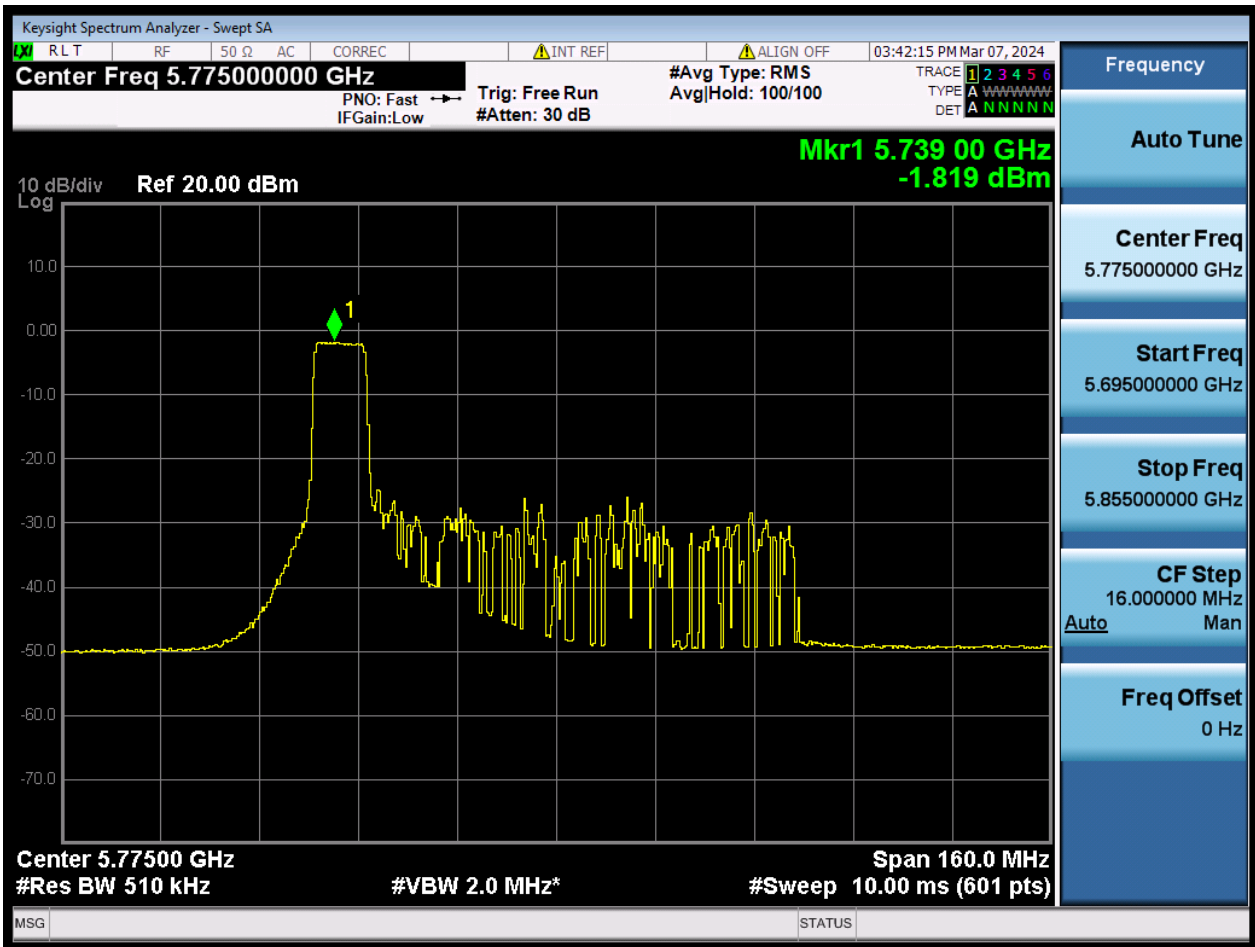 Keysight Spectrum Analyzer - Swept SA
LXI RLT RF 50 Ω AC CORREC INT REF ALIGN OFF 03:42:15 PM Mar 07, 2024
Center Freq 5.775000000 GHz
PNO: Fast
IFGain:Low
Trig: Free Run
#Atten: 30 dB
#Avg Type: RMS
Avg|Hold: 100/100
TRACE 1 2 3 4 5 6
TYPE A WWWWW
DET A N N N N N
Mkr1 5.739 00 GHz
-1.819 dBm
10 dB/div Ref 20.00 dBm
Log
10.0
1
0.00
-10.0
-20.0
-30.0
-40.0
-50.0
-60.0
-70.0
Center 5.77500 GHz Span 160.0 MHz
#Res BW 510 kHz #VBW 2.0 MHz* #Sweep 10.00 ms (601 pts)
MSG STATUS
Frequency
Auto Tune
Center Freq
5.775000000 GHz
Start Freq
5.695000000 GHz
Stop Freq
5.855000000 GHz
CF Step
16.000000 MHz
Auto Man
Freq Offset
0 Hz